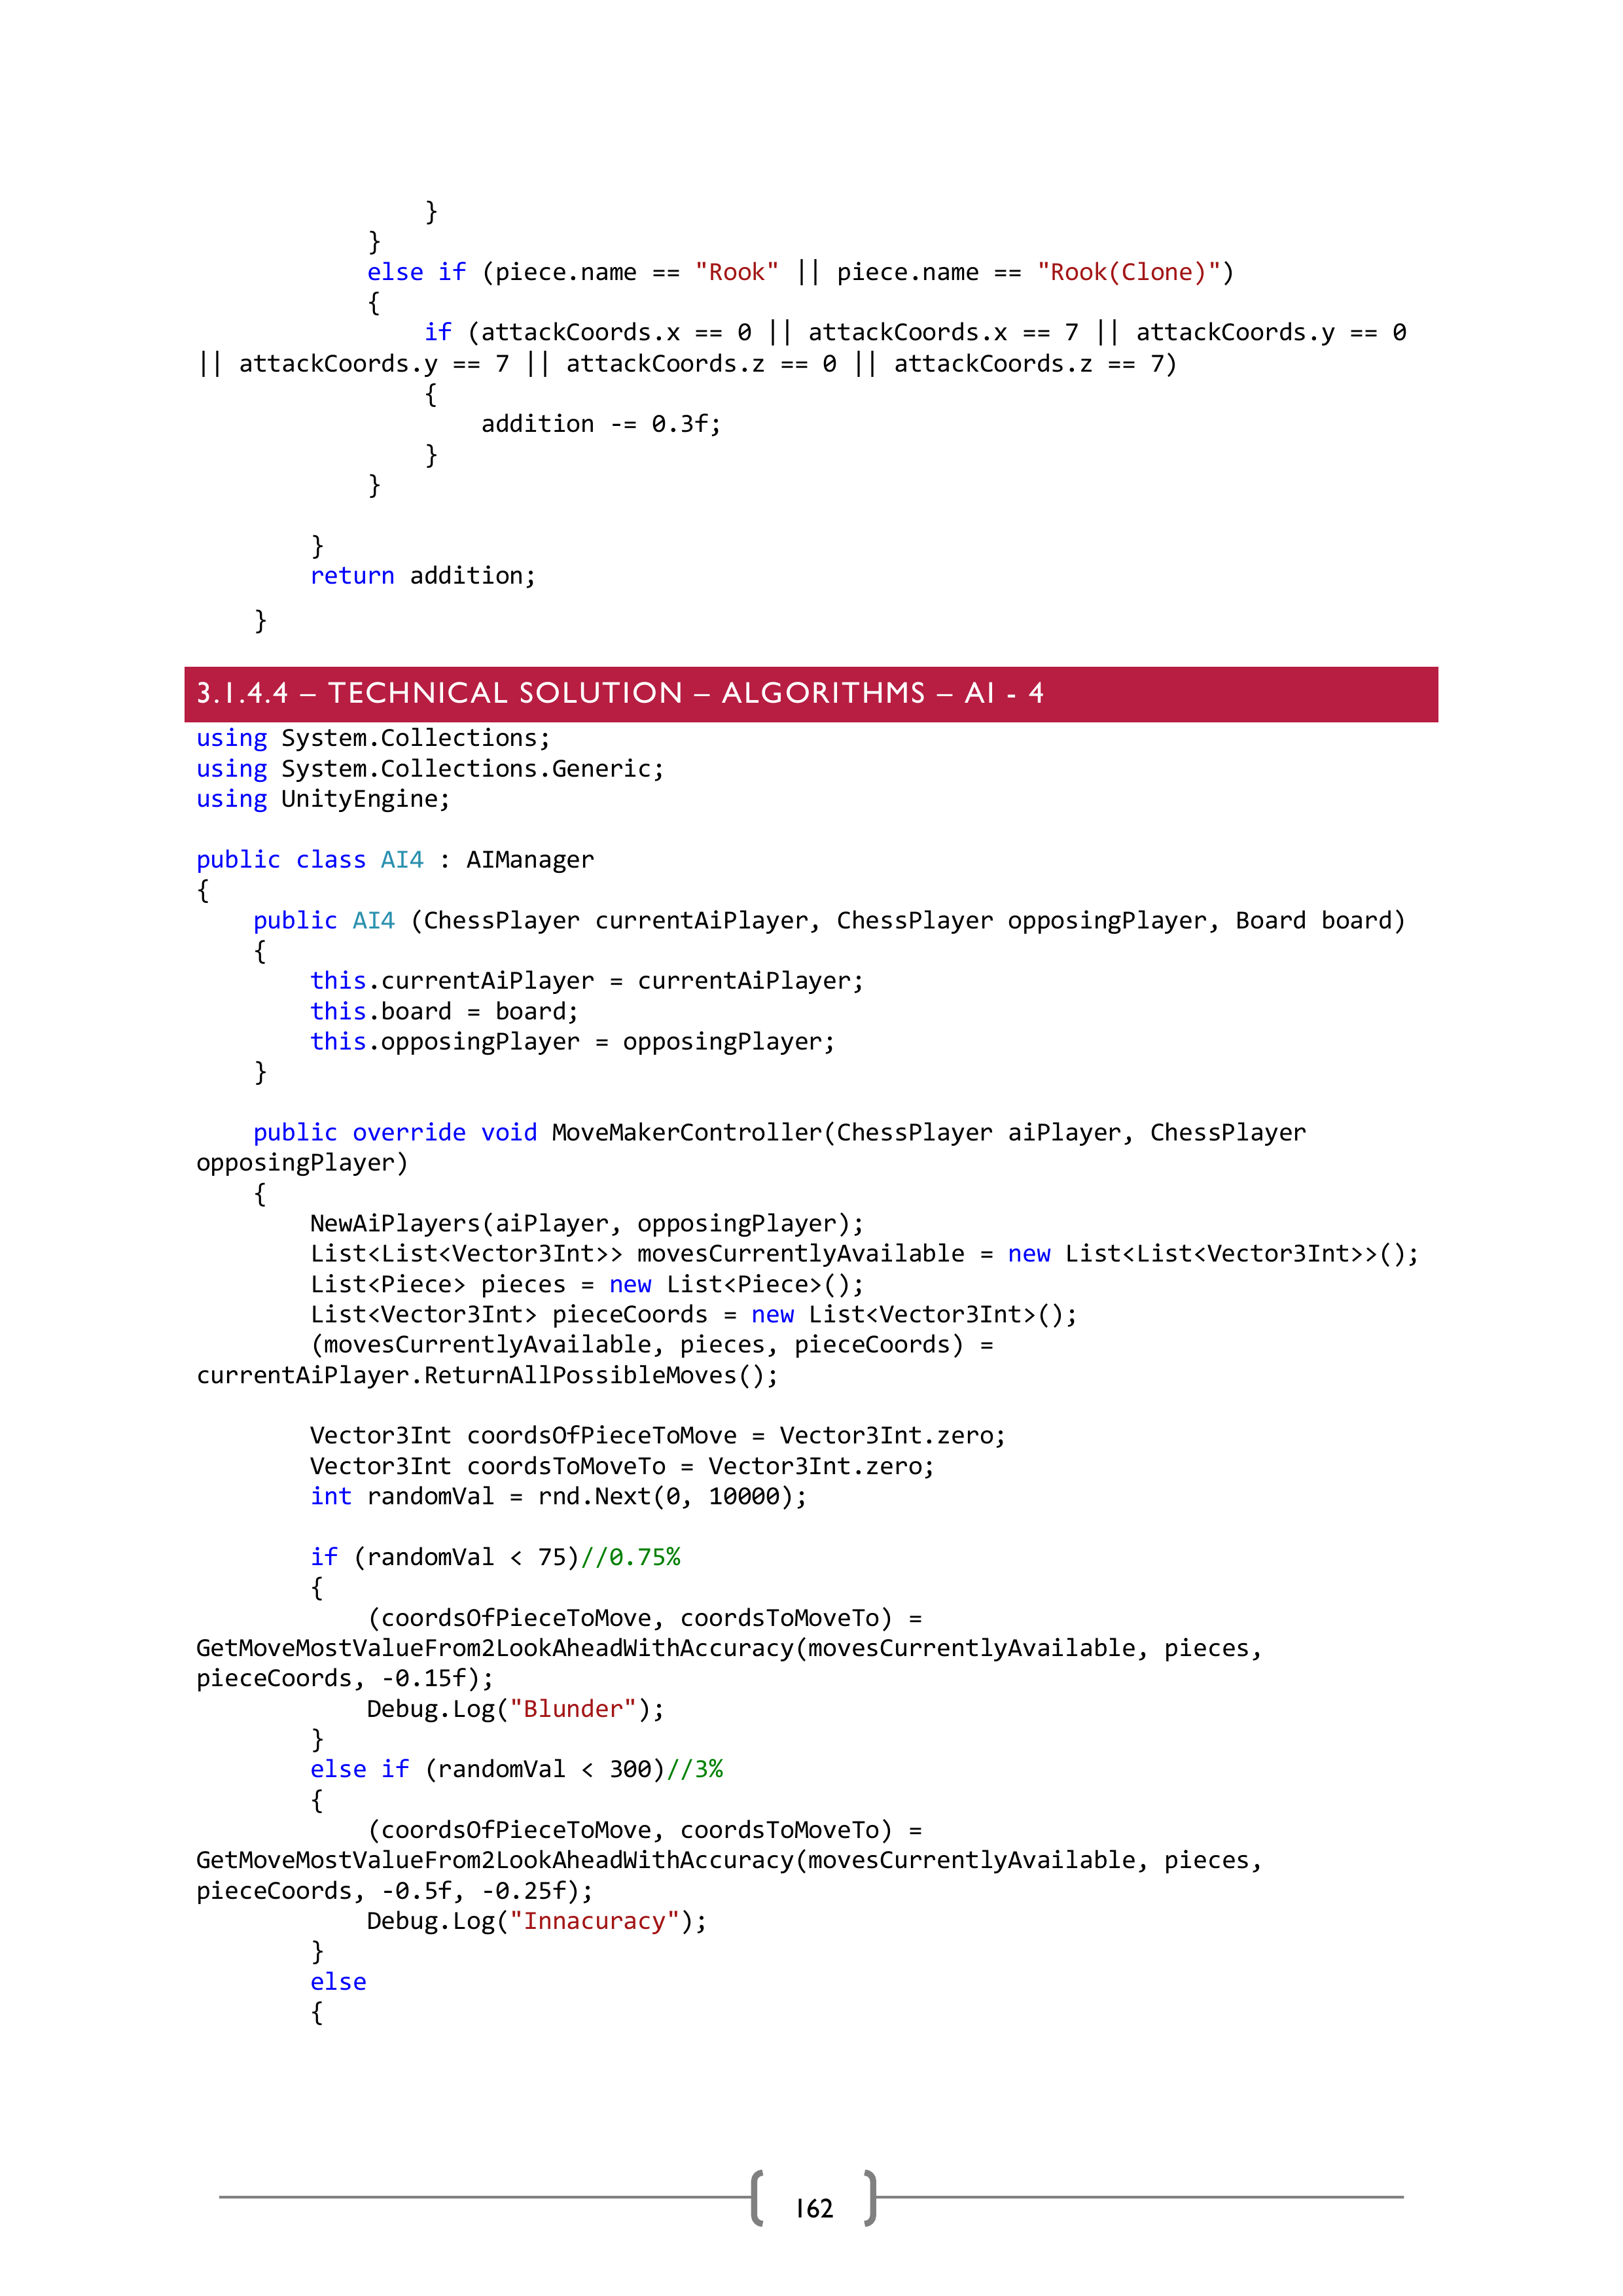 }
}
else if (piece.name == "Rook" || piece.name == "Rook(Clone)")
{
if (attackCoords.x == 0 || attackCoords.x == 7 || attackCoords.y == 0
|| attackCoords.y == 7 || attackCoords.z == 0 || attackCoords.z == 7)
{
addition -= 0.3f;
}
}
}
return addition;
}
3.1.4.4 – TECHNICAL SOLUTION – ALGORITHMS – AI - 4
using System.Collections;
using System.Collections.Generic;
using UnityEngine;
public class AI4 : AIManager
{
public AI4 (ChessPlayer currentAiPlayer, ChessPlayer opposingPlayer, Board board)
{
this.currentAiPlayer = currentAiPlayer;
this.board = board;
this.opposingPlayer = opposingPlayer;
}
public override void MoveMakerController(ChessPlayer aiPlayer, ChessPlayer
opposingPlayer)
{
NewAiPlayers(aiPlayer, opposingPlayer);
List<List<Vector3Int>> movesCurrentlyAvailable = new List<List<Vector3Int>>();
List<Piece> pieces = new List<Piece>();
List<Vector3Int> pieceCoords = new List<Vector3Int>();
(movesCurrentlyAvailable, pieces, pieceCoords) =
currentAiPlayer.ReturnAllPossibleMoves();
Vector3Int coordsOfPieceToMove = Vector3Int.zero;
Vector3Int coordsToMoveTo = Vector3Int.zero;
int randomVal = rnd.Next(0, 10000);
if (randomVal < 75)//0.75%
{
(coordsOfPieceToMove, coordsToMoveTo) =
GetMoveMostValueFrom2LookAheadWithAccuracy(movesCurrentlyAvailable, pieces,
pieceCoords, -0.15f);
Debug.Log("Blunder");
}
else if (randomVal < 300)//3%
{
(coordsOfPieceToMove, coordsToMoveTo) =
GetMoveMostValueFrom2LookAheadWithAccuracy(movesCurrentlyAvailable, pieces,
pieceCoords, -0.5f, -0.25f);
Debug.Log("Innacuracy");
}
else
{
162